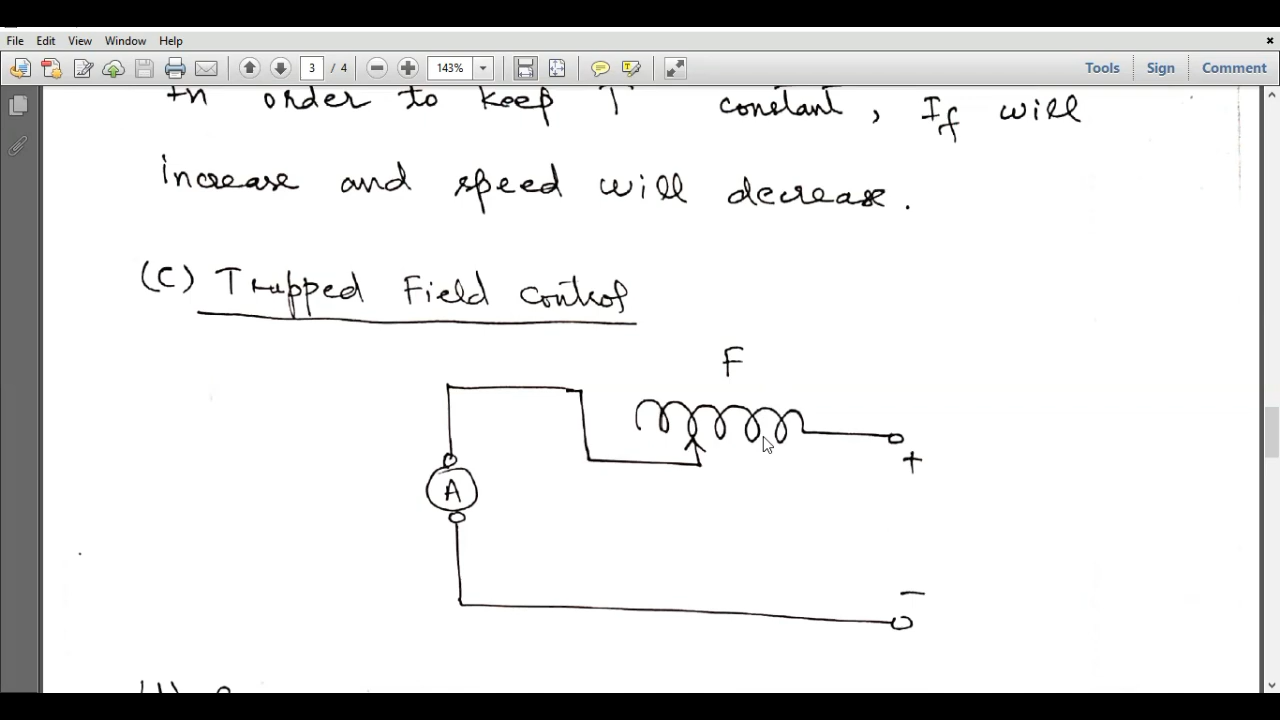 File Edit View Window Help
3 / 4 143% Tools Sign Comment
In order to keep T constant, If will
increase and speed will decrease.
(C) Trapped Field Control
F
+
A
−